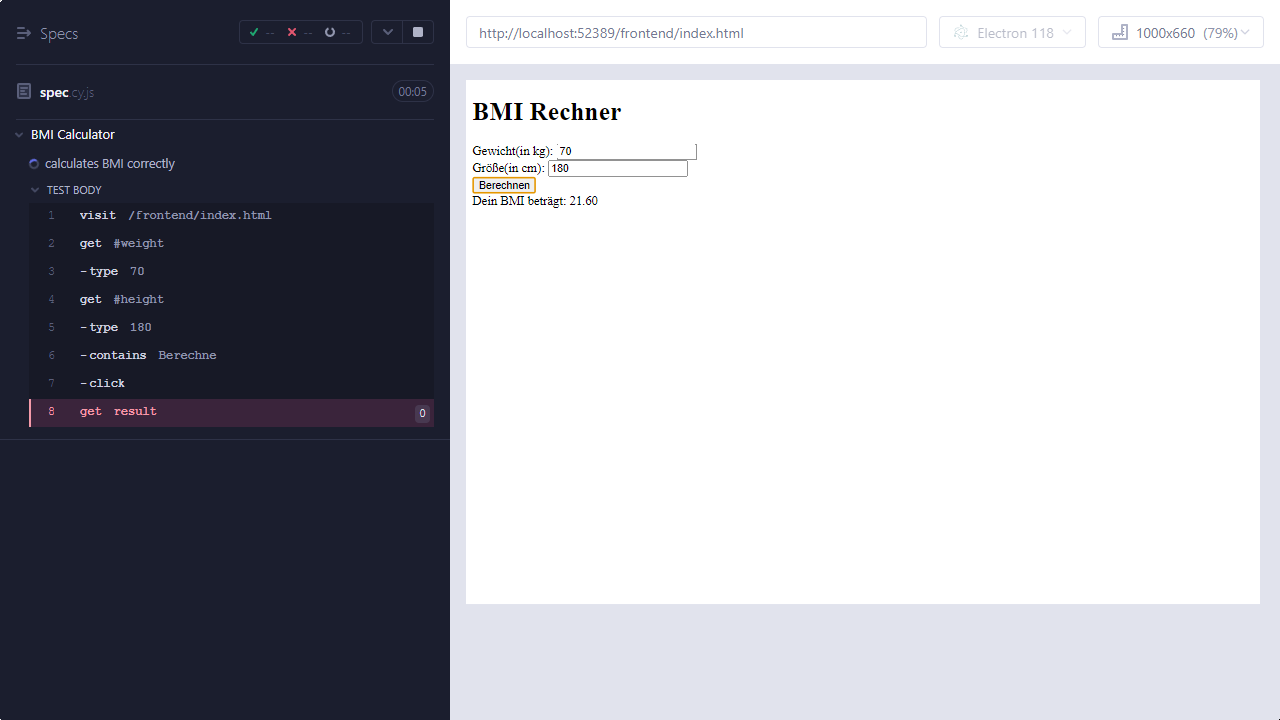 Specs
-- -- --
spec.cy.js 00:05
BMI Calculator
calculates BMI correctly
TEST BODY
1 visit /frontend/index.html
2 get #weight
3 -type 70
4 get #height
5 -type 180
6 -contains Berechne
7 -click
8 get result 0
http://localhost:52389/frontend/index.html
Electron 118
1000x660 (79%)
BMI Rechner
Gewicht(in kg): 70
Größe(in cm): 180
Berechnen
Dein BMI beträgt: 21.60